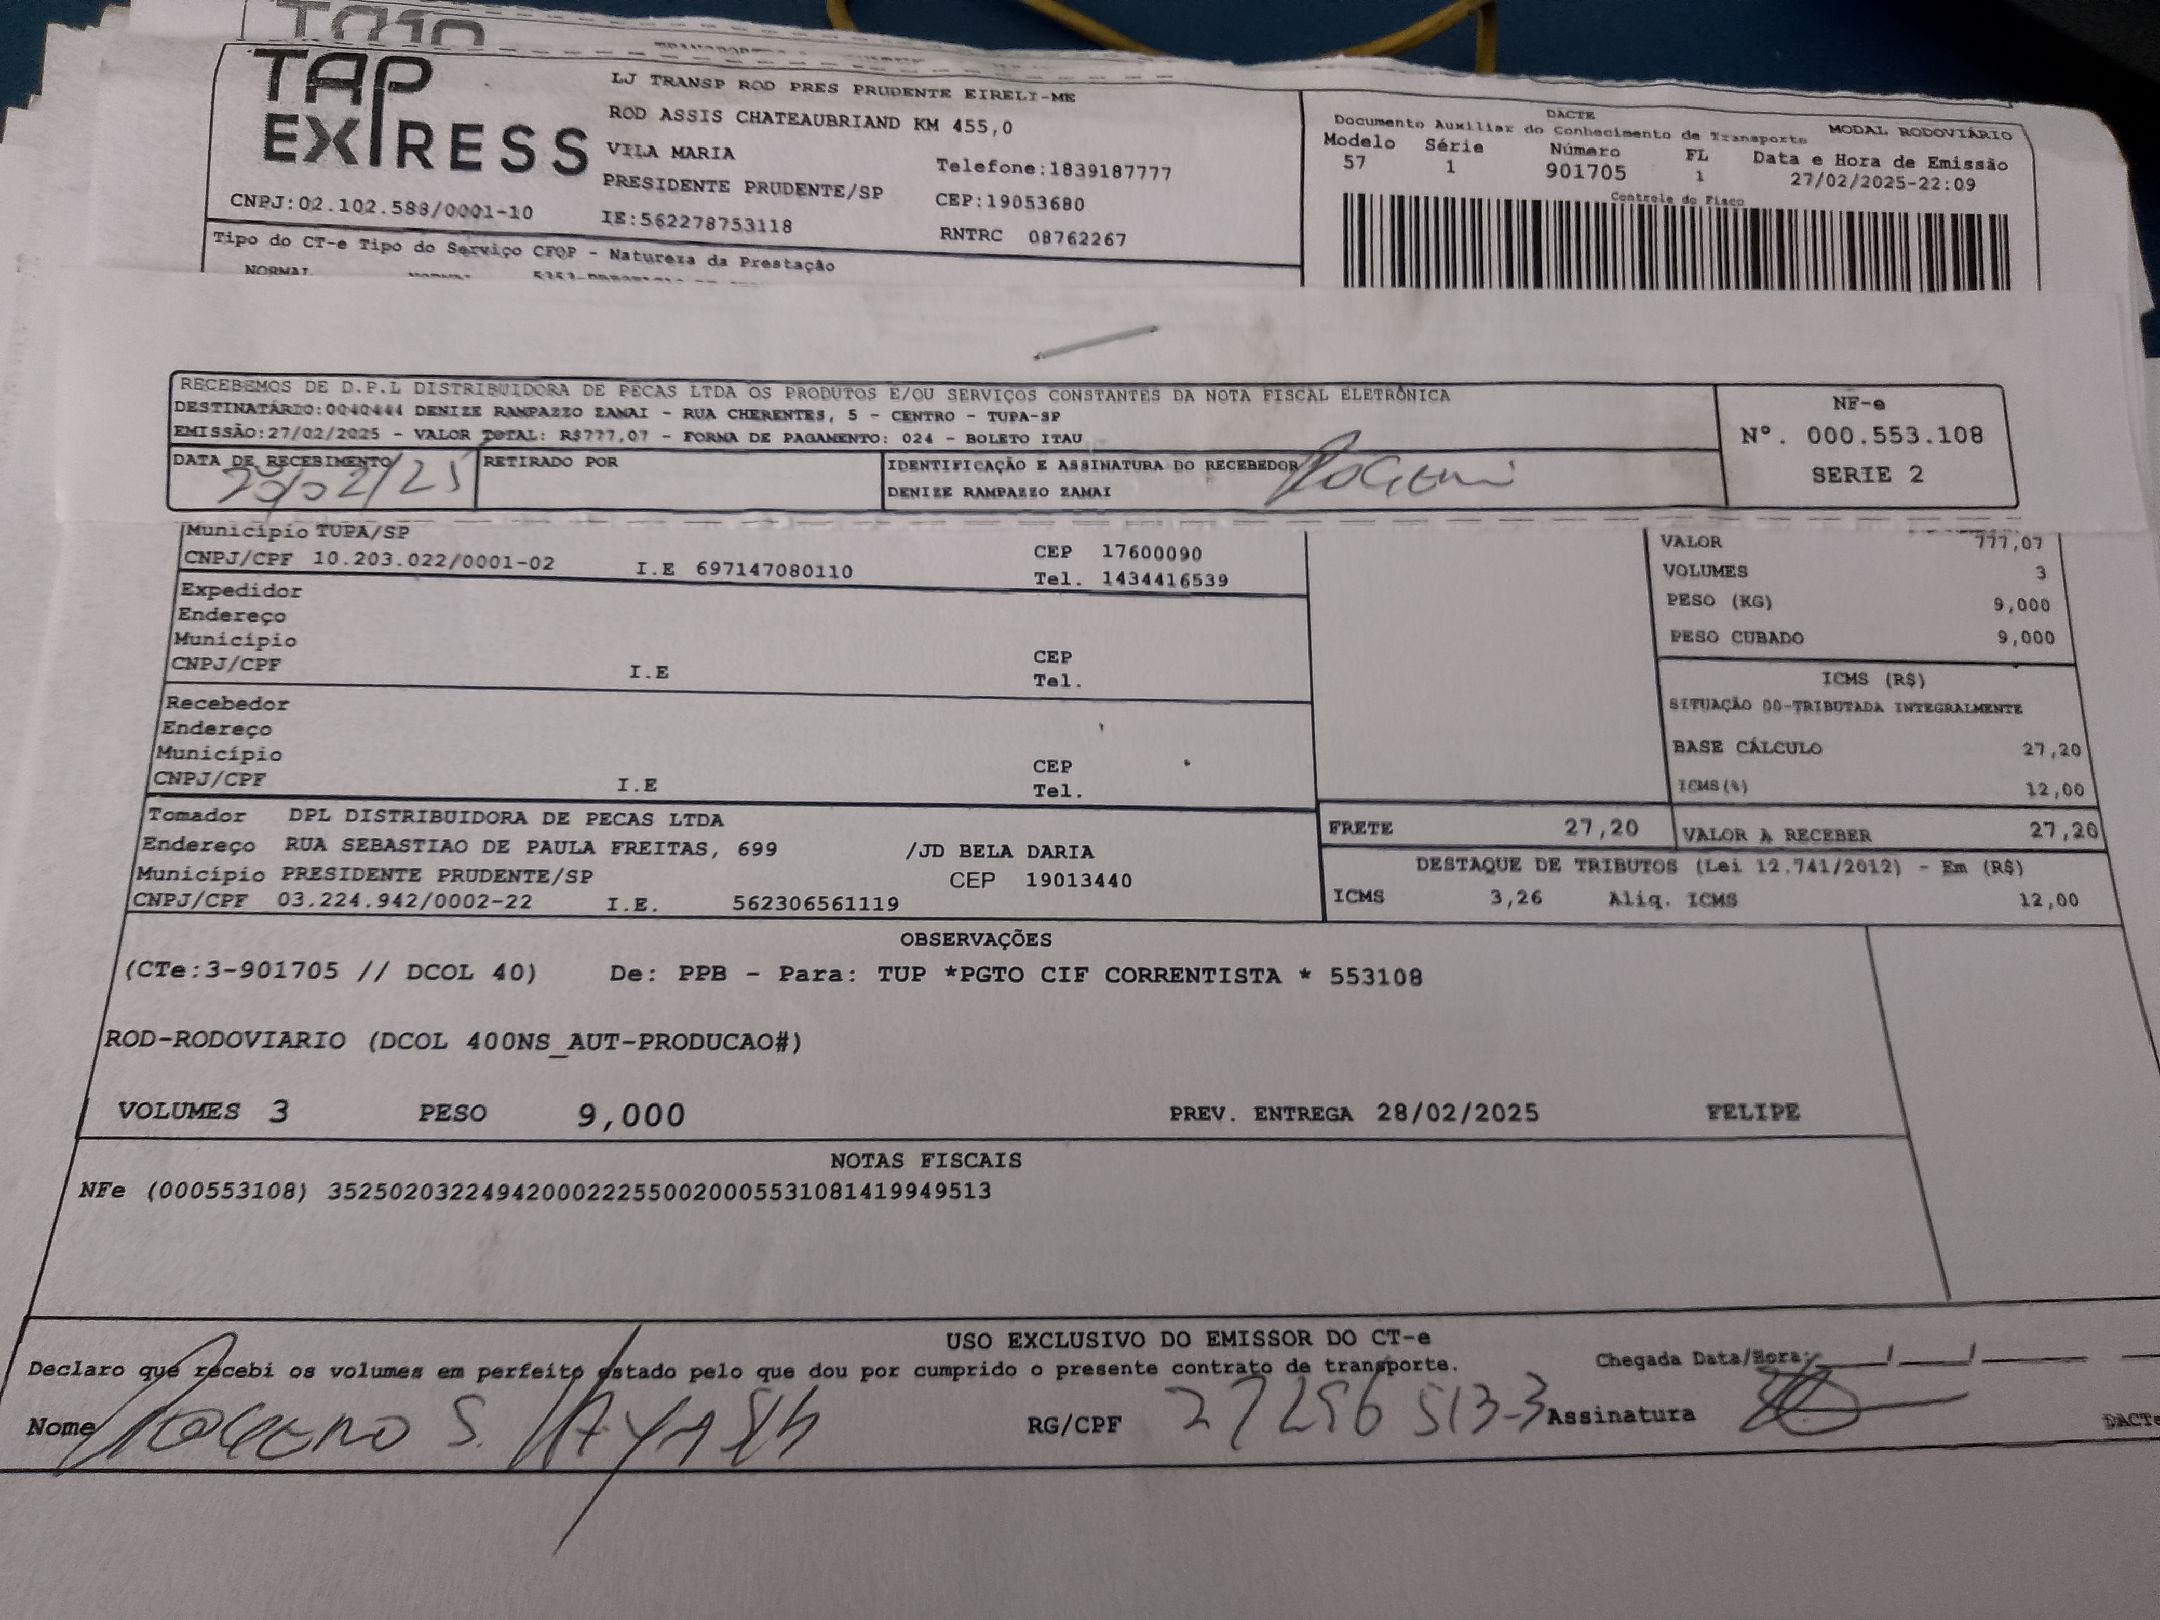 TAP
EXPRESS
CNPJ:02.102.588/0001-10
LJ TRANSP ROD PRES PRUDENTE EIRELI-ME
ROD ASSIS CHATEAUBRIAND KM 455,0
VILA MARIA
Telefone:1839187777
PRESIDENTE PRUDENTE/SP
CEP:19053680
IE:562278753118
RNTRC 08762267
DACTE
Documento Auxiliar do Conhecimento de Transporte MODAL RODOVIÁRIO
Modelo Série Número FL Data e Hora de Emissão
57 1 901705 1 27/02/2025-22:09
Controle do Fisco
Tipo do CT-e Tipo do Serviço CFOP - Natureza da Prestação
NORMAL NORMAL
RECEBEMOS DE D.P.L DISTRIBUIDORA DE PECAS LTDA OS PRODUTOS E/OU SERVIÇOS CONSTANTES DA NOTA FISCAL ELETRÔNICA
DESTINATÁRIO:0040444 DENIZE RAMPAZZO ZAMAI - RUA CHERENTES, 5 - CENTRO - TUPA-SP
EMISSÃO:27/02/2025 - VALOR TOTAL: R$777,07 - FORMA DE PAGAMENTO: 024 - BOLETO ITAU
NF-e
Nº. 000.553.108
SERIE 2
DATA DE RECEBIMENTO
RETIRADO POR
IDENTIFICAÇÃO E ASSINATURA DO RECEBEDOR
DENIZE RAMPAZZO ZAMAI
Município TUPA/SP
CNPJ/CPF 10.203.022/0001-02 I.E 697147080110
CEP 17600090
Tel. 1434416539
VALOR 777,07
VOLUMES 3
PESO (KG) 9,000
PESO CUBADO 9,000
Expedidor
Endereço
Município
CNPJ/CPF I.E
CEP
Tel.
ICMS (R$)
SITUAÇÃO 00-TRIBUTADA INTEGRALMENTE
BASE CÁLCULO 27,20
ICMS(%) 12,00
Recebedor
Endereço
Município
CNPJ/CPF I.E
CEP
Tel.
FRETE 27,20 VALOR A RECEBER 27,20
DESTAQUE DE TRIBUTOS (Lei 12.741/2012) - Em (R$)
ICMS 3,26 Aliq. ICMS 12,00
Tomador DPL DISTRIBUIDORA DE PECAS LTDA
Endereço RUA SEBASTIAO DE PAULA FREITAS, 699 /JD BELA DARIA
Município PRESIDENTE PRUDENTE/SP CEP 19013440
CNPJ/CPF 03.224.942/0002-22 I.E. 562306561119
OBSERVAÇÕES
(CTe:3-901705 // DCOL 40) De: PPB - Para: TUP *PGTO CIF CORRENTISTA * 553108
ROD-RODOVIARIO (DCOL 400NS_AUT-PRODUCAO#)
VOLUMES 3 PESO 9,000 PREV. ENTREGA 28/02/2025 FELIPE
NOTAS FISCAIS
NFe (000553108) 35250203224942000222550020005531081419949513
USO EXCLUSIVO DO EMISSOR DO CT-e
Declaro que recebi os volumes em perfeito estado pelo que dou por cumprido o presente contrato de transporte.
Chegada Data/Hora:
Nome
RG/CPF 27296513-3
Assinatura
DACTe